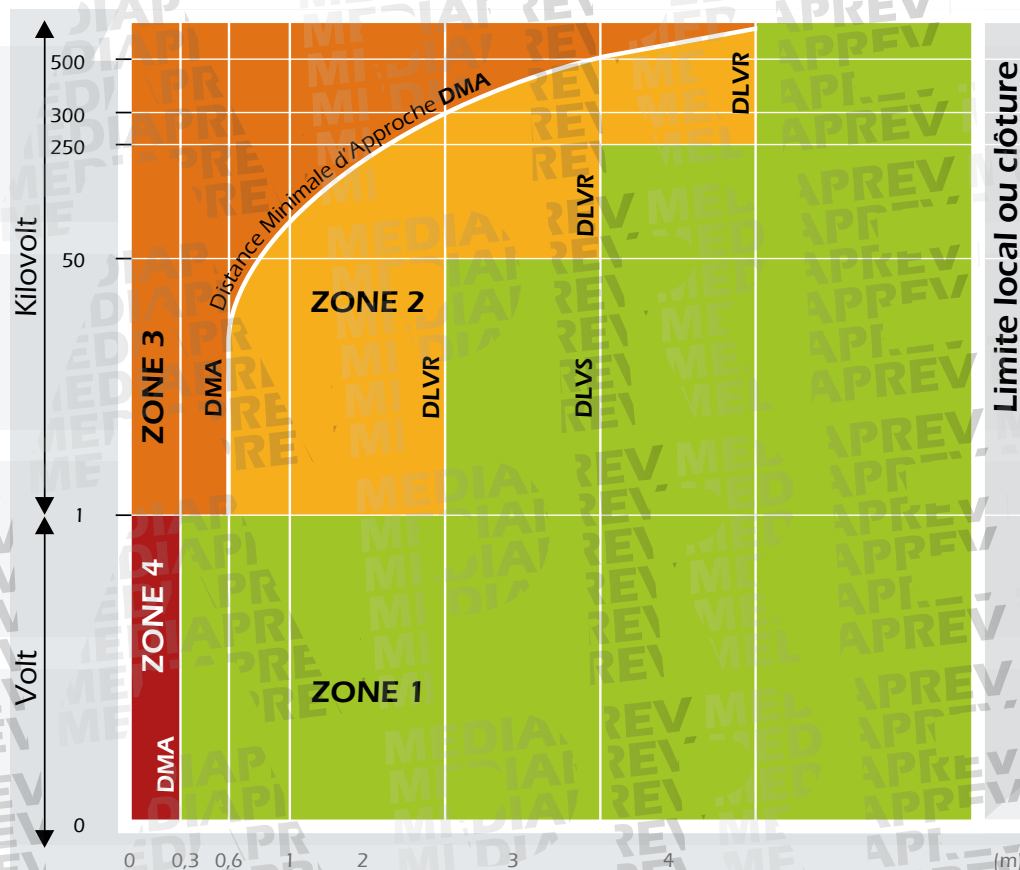 500
300
250
50
1
0
Kilovolt
Volt
Distance Minimale d'Approche DMA
DLVR
DLVR
ZONE 2
ZONE 3
DMA
DLVR
DLVS
ZONE 4
ZONE 1
DMA
0 0,3 0,6 1 2 3 4 (m)
Limite local ou clôture